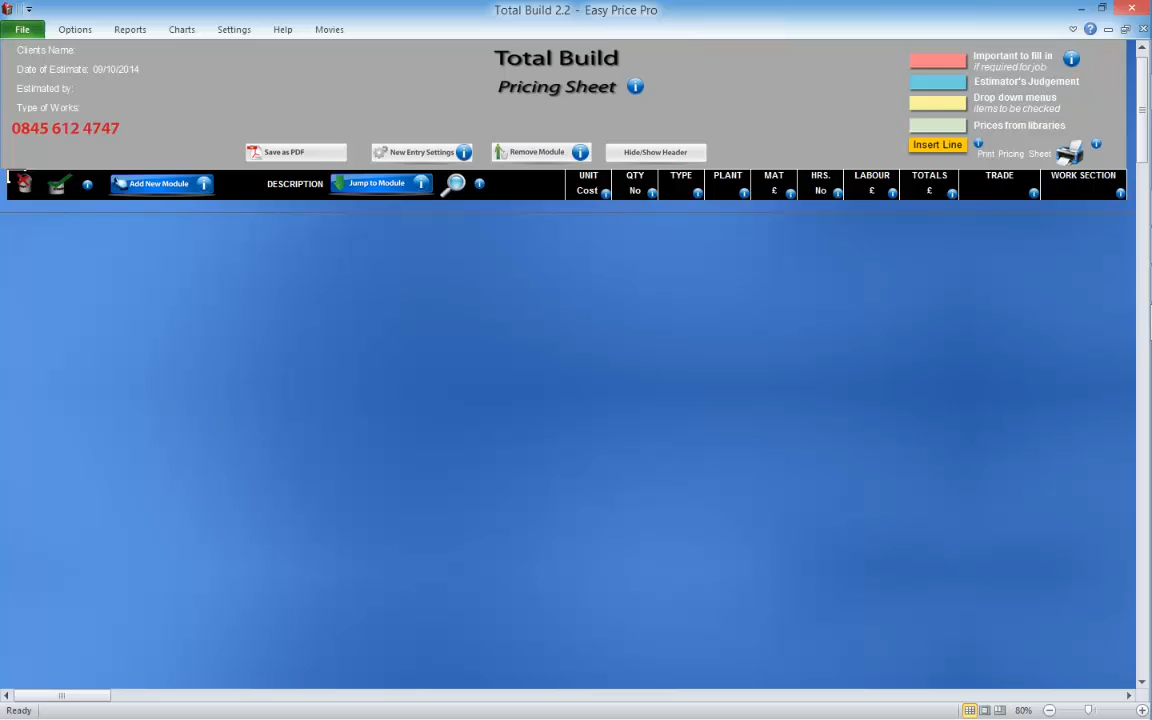 Total Build 2.2 - Easy Price Pro
File Options Reports Charts Settings Help Movies
Clients Name:
Date of Estimate: 09/10/2014
Estimated by:
Type of Works:
0845 612 4747
Total Build
Pricing Sheet
Important to fill in
if required for job
Estimator's Judgement
Drop down menus
items to be checked
Prices from libraries
Insert Line
Print Pricing Sheet
Save as PDF
New Entry Settings
Remove Module
Hide/Show Header
Add New Module
DESCRIPTION
Jump to Module
UNIT QTY TYPE PLANT MAT HRS. LABOUR TOTALS TRADE WORK SECTION
Cost No £ No £ £
Ready
80%